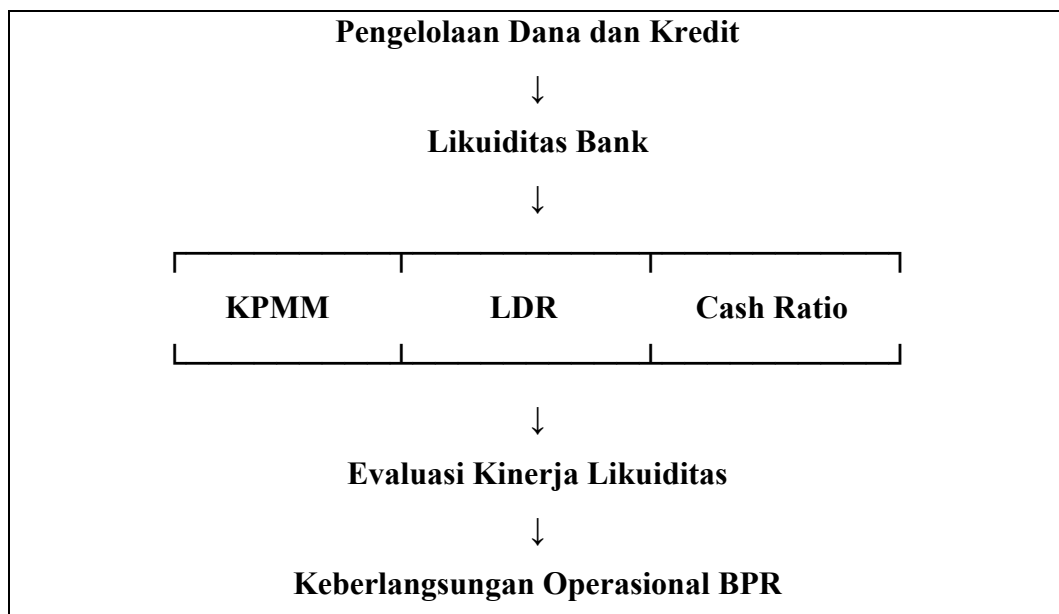 Pengelolaan Dana dan Kredit
↓
Likuiditas Bank
↓
KPMM LDR Cash Ratio
↓
Evaluasi Kinerja Likuiditas
↓
Keberlangsungan Operasional BPR